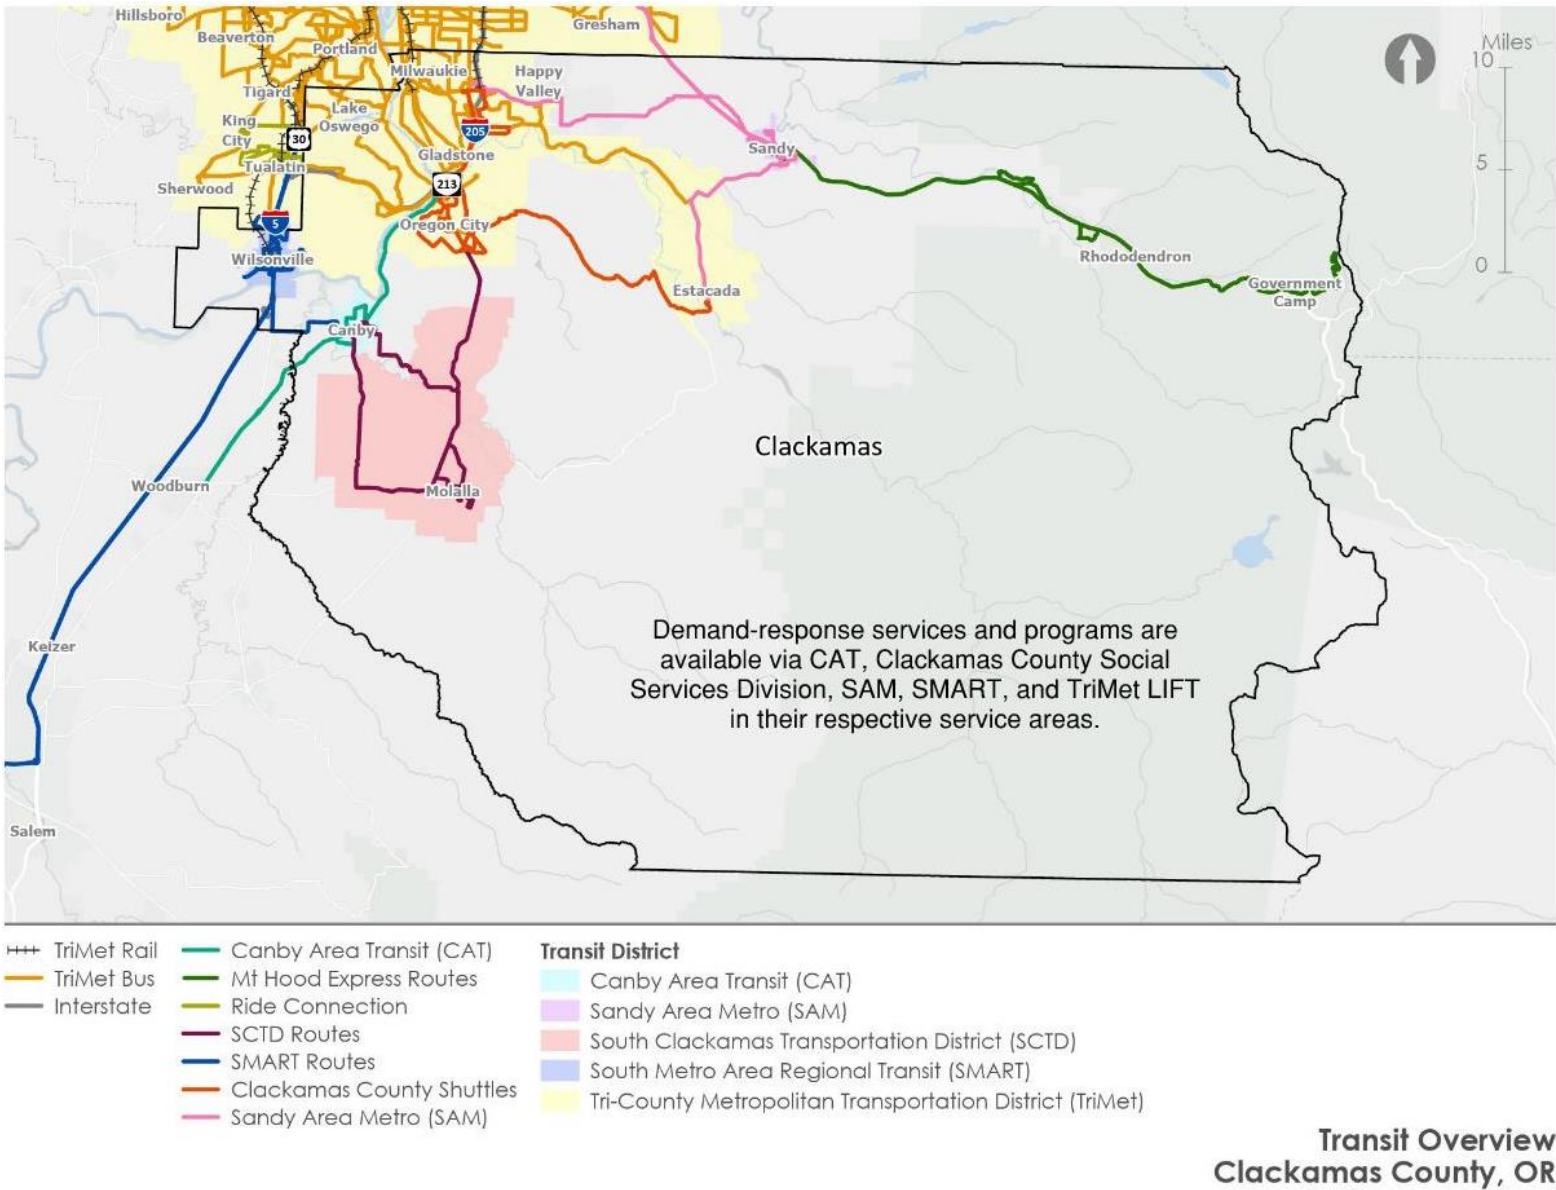 Hillsboro
Gresham
Beaverton
Portland
Miles
10
Milwaukie
Happy
Valley
Tigard
Lake
Oswego
King
City
30
205
Sandy
5
Gladstone
Tualatin
Sherwood
213
5
Oregon City
Wilsonville
Rhododendron
0
Estacada
Government
Camp
Canby
Clackamas
Woodburn
Molalla
Demand-response services and programs are
available via CAT, Clackamas County Social
Services Division, SAM, SMART, and TriMet LIFT
in their respective service areas.
Keizer
Salem
TriMet Rail
TriMet Bus
Interstate
Canby Area Transit (CAT)
Mt Hood Express Routes
Ride Connection
SCTD Routes
SMART Routes
Clackamas County Shuttles
Sandy Area Metro (SAM)
Transit District
Canby Area Transit (CAT)
Sandy Area Metro (SAM)
South Clackamas Transportation District (SCTD)
South Metro Area Regional Transit (SMART)
Tri-County Metropolitan Transportation District (TriMet)
Transit Overview
Clackamas County, OR